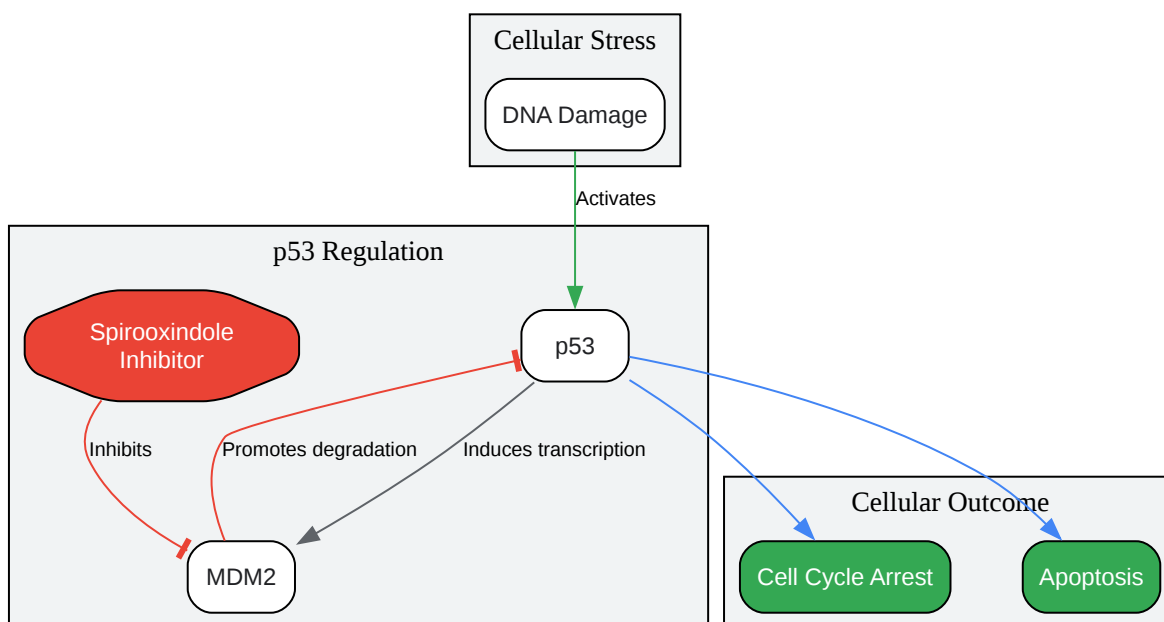 Cellular Stress
DNA Damage
Activates
p53 Regulation
Spirooxindole
Inhibitor
p53
Inhibits
Promotes degradation
Induces transcription
MDM2
Cellular Outcome
Cell Cycle Arrest
Apoptosis